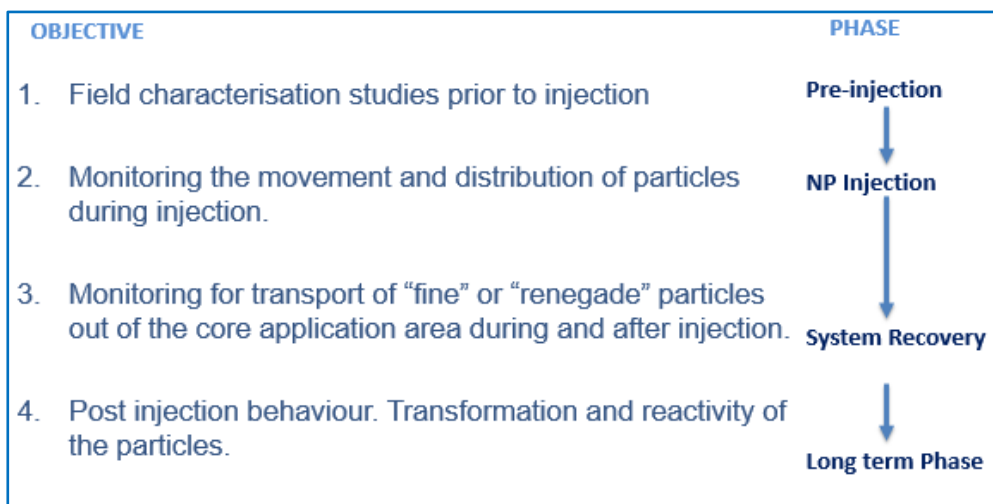 OBJECTIVE
PHASE
1. Field characterisation studies prior to injection
Pre-injection
2. Monitoring the movement and distribution of particles
during injection.
NP Injection
3. Monitoring for transport of “fine” or “renegade” particles
out of the core application area during and after injection.
System Recovery
4. Post injection behaviour. Transformation and reactivity of
the particles.
Long term Phase